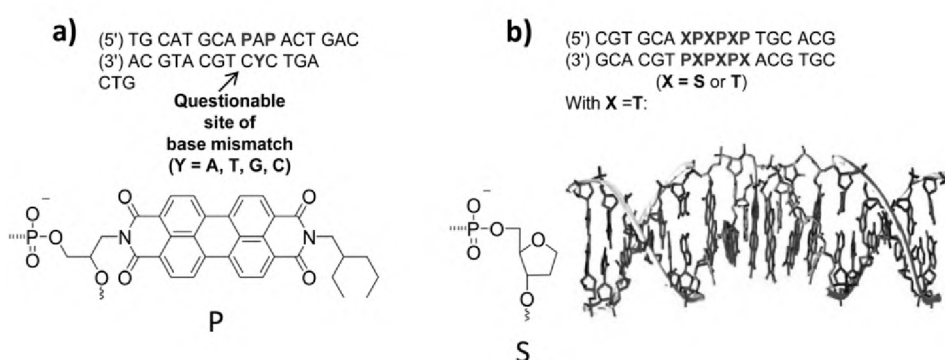 a)
(5') TG CAT GCA PAP ACT GAC
(3') AC GTA CGT CYC TGA
CTG
Questionable
site of
base mismatch
(Y = A, T, G, C)
O
O
O
O
P
O
O
N
N
O
O
O
P
b)
(5') CGT GCA XPXPXP TGC ACG
(3') GCA CGT PXPXPX ACG TGC
(X = S or T)
With X =T:
O
P
O
O
O
O
S